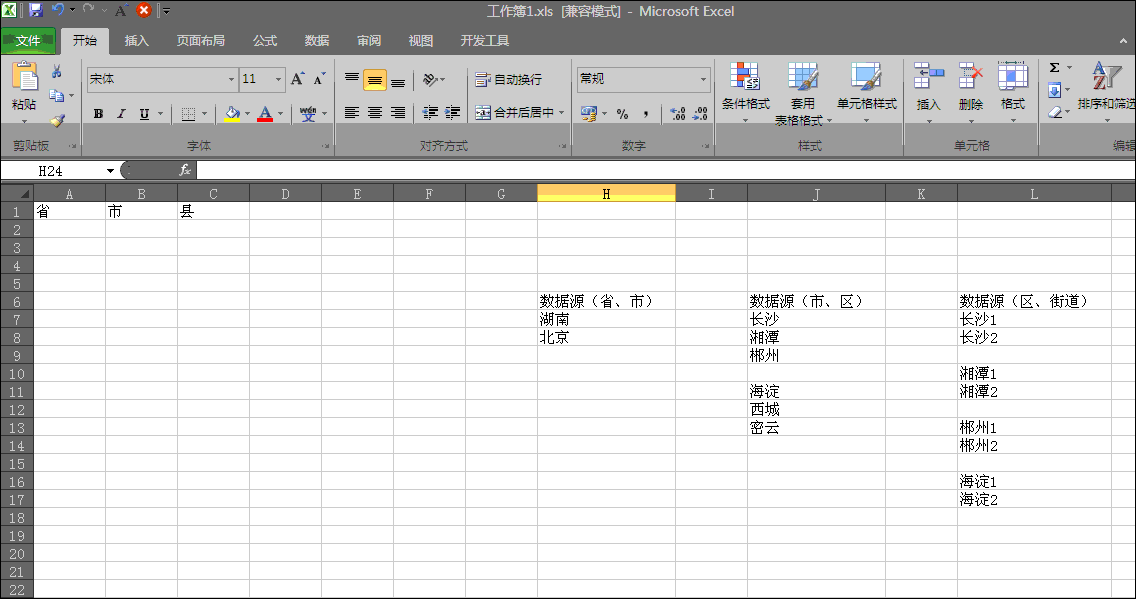 工作簿1.xls [兼容模式] - Microsoft Excel
文件 开始 插入 页面布局 公式 数据 审阅 视图 开发工具
宋体 11 A A 自动换行 常规
粘贴 B I U A 合并后居中 % , 条件格式 套用 表格格式 单元格样式 插入 删除 格式 Σ 排序和筛选
剪贴板 字体 对齐方式 数字 样式 单元格 编辑
H24 fx
A B C D E F G H I J K L
1 省 市 县
2
3
4
5
6 数据源（省、市） 数据源（市、区） 数据源（区、街道）
7 湖南 长沙 长沙1
8 北京 湘潭 长沙2
9 郴州
10 湘潭1
11 海淀 湘潭2
12 西城
13 密云 郴州1
14 郴州2
15
16 海淀1
17 海淀2
18
19
20
21
22